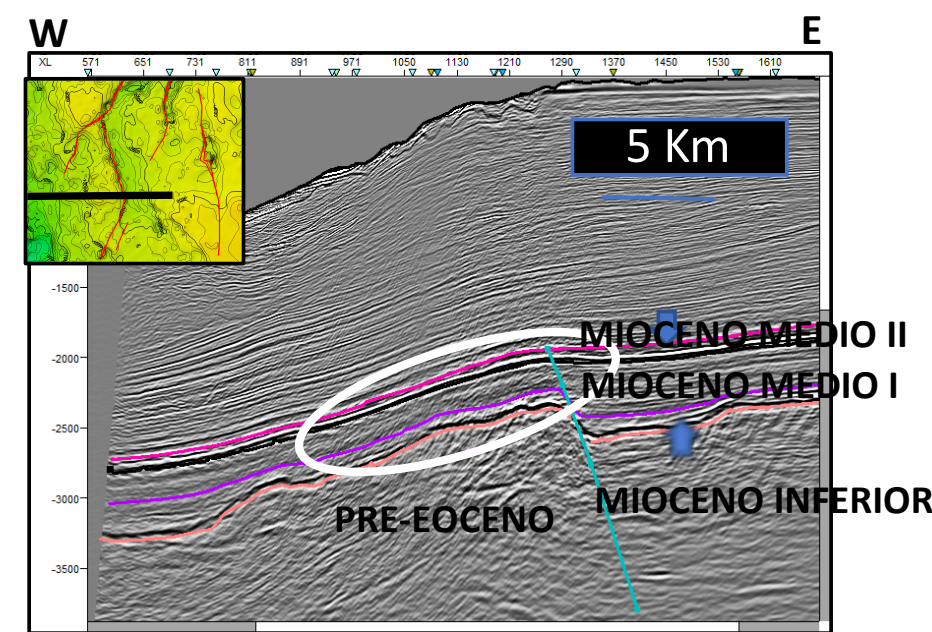 W E
XL 571 651 731 811 891 971 1050 1130 1210 1290 1370 1450 1530 1610
5 Km
-1500
MIOCENO MEDIO II
-2000
MIOCENO MEDIO I
-2500
-3000
MIOCENO INFERIOR
PRE-EOCENO
-3500